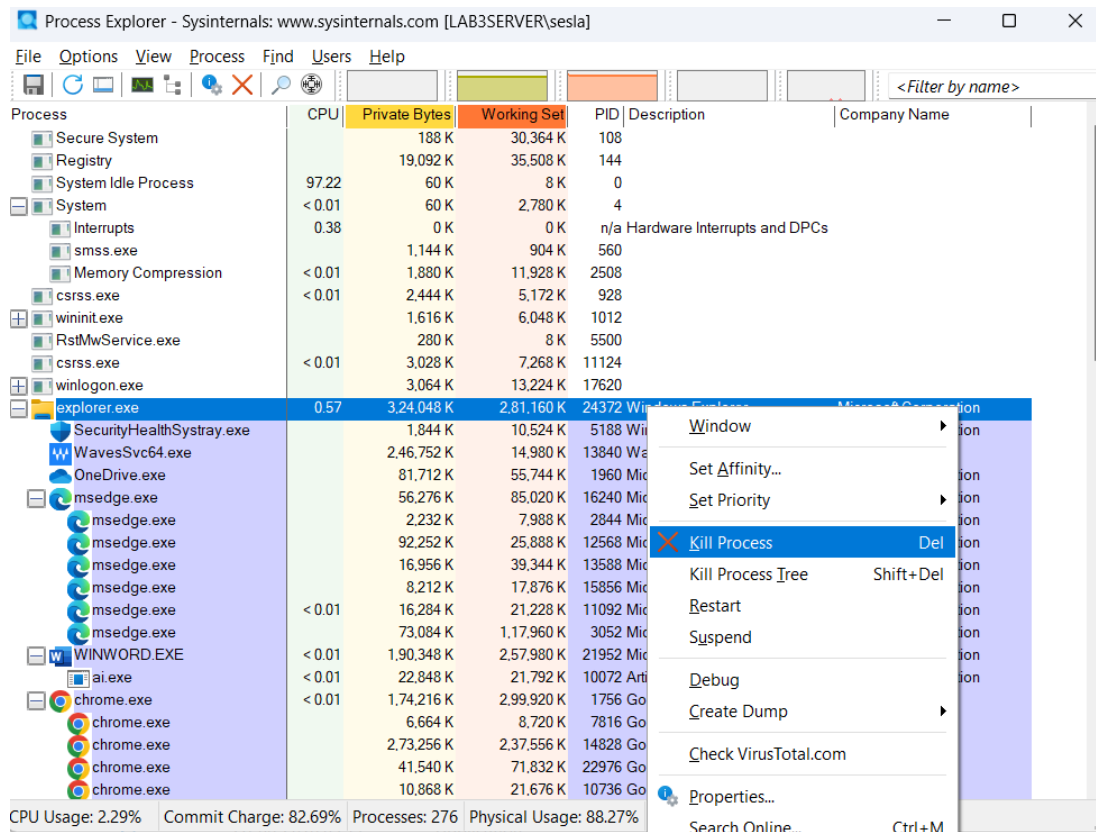 Process Explorer - Sysinternals: www.sysinternals.com [LAB3SERVER\sesla]
File Options View Process Find Users Help
<Filter by name>
Process CPU Private Bytes Working Set PID Description Company Name
Secure System 188 K 30,364 K 108
Registry 19,092 K 35,508 K 144
System Idle Process 97.22 60 K 8 K 0
System < 0.01 60 K 2,780 K 4
Interrupts 0.38 0 K 0 K n/a Hardware Interrupts and DPCs
smss.exe 1,144 K 904 K 560
Memory Compression < 0.01 1,880 K 11,928 K 2508
csrss.exe < 0.01 2,444 K 5,172 K 928
wininit.exe 1,616 K 6,048 K 1012
RstMwService.exe 280 K 8 K 5500
csrss.exe < 0.01 3,028 K 7,268 K 11124
winlogon.exe 3,064 K 13,224 K 17620
explorer.exe 0.57 3,24,048 K 2,81,160 K 24372
SecurityHealthSystray.exe 1,844 K 10,524 K 5188
WavesSvc64.exe 2,46,752 K 14,980 K 13840
OneDrive.exe 81,712 K 55,744 K 1960
msedge.exe 56,276 K 85,020 K 16240
msedge.exe 2,232 K 7,988 K 2844
msedge.exe 92,252 K 25,888 K 12568
msedge.exe 16,956 K 39,344 K 13588
msedge.exe 8,212 K 17,876 K 15856
msedge.exe < 0.01 16,284 K 21,228 K 11092
msedge.exe 73,084 K 1,17,960 K 3052
WINWORD.EXE < 0.01 1,90,348 K 2,57,980 K 21952
ai.exe < 0.01 22,848 K 21,792 K 10072
chrome.exe < 0.01 1,74,216 K 2,99,920 K 1756
chrome.exe 6,664 K 8,720 K 7816
chrome.exe 2,73,256 K 2,37,556 K 14828
chrome.exe 41,540 K 71,832 K 22976
chrome.exe 10,868 K 21,676 K 10736
Window
Set Affinity...
Set Priority
Kill Process Del
Kill Process Tree Shift+Del
Restart
Suspend
Debug
Create Dump
Check VirusTotal.com
Properties...
Search Online... Ctrl+M
CPU Usage: 2.29% Commit Charge: 82.69% Processes: 276 Physical Usage: 88.27%